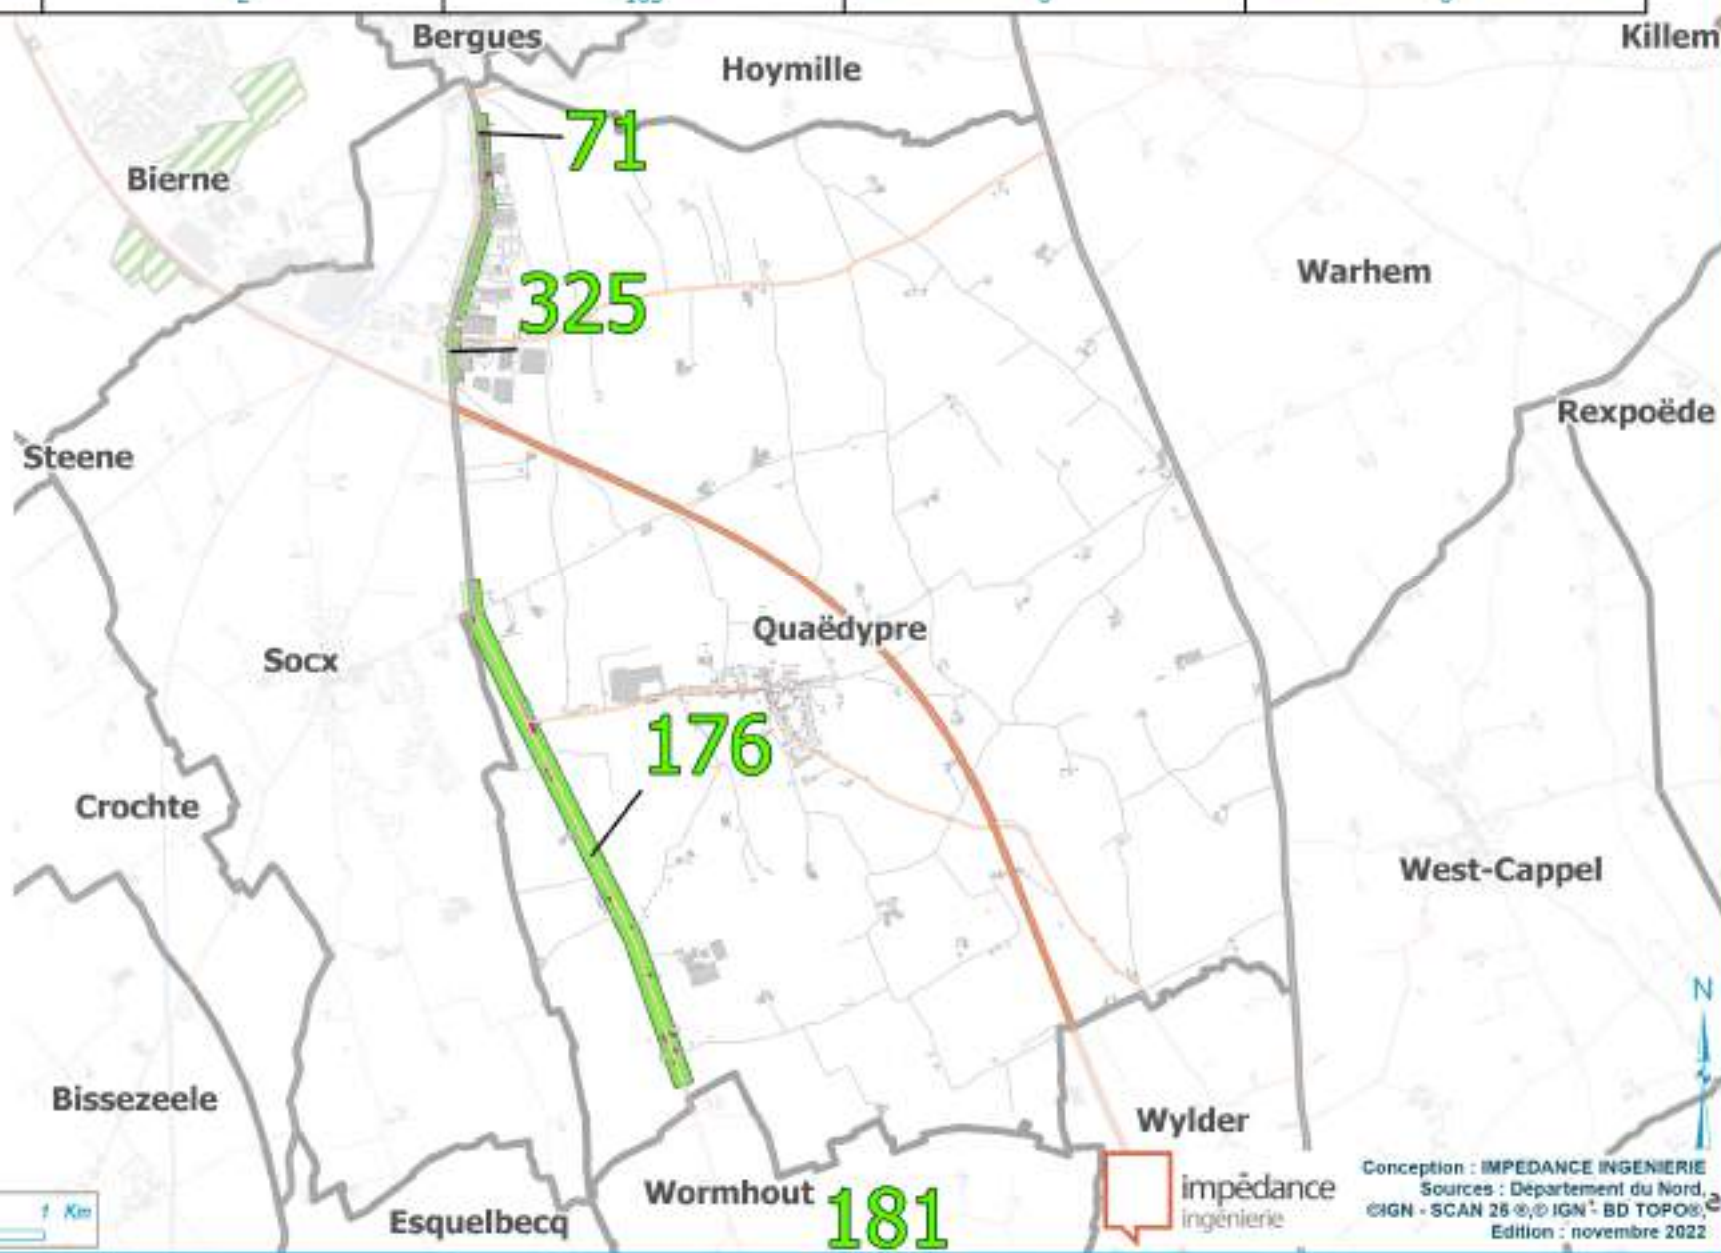 Bergues
Killem
Hoymille
71
Bierne
Warhem
325
Rexpoëde
Steene
Quaëdypre
Socx
176
Crochte
West-Cappel
N
Bissezeele
Wylder
Wormhout
181
Esquelbecq
1 Km
impédance
ingénierie
Conception : IMPEDANCE INGENIERIE
Sources : Département du Nord,
©IGN - SCAN 25 ®,© IGN - BD TOPO®,
Edition : novembre 2022